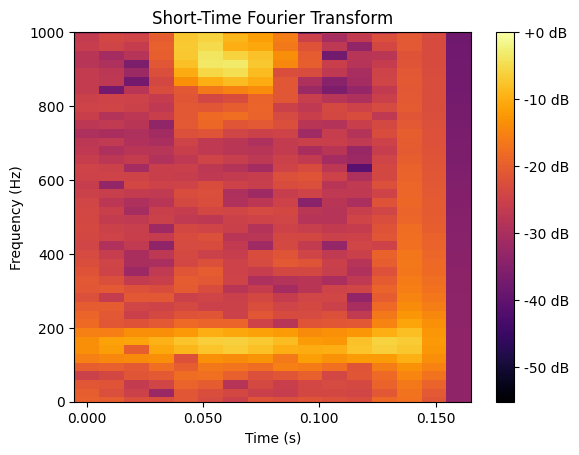 Short-Time Fourier Transform
1000
800
600
400
200
0
Frequency (Hz)
0.000
0.050
0.100
0.150
Time (s)
+0 dB
-10 dB
-20 dB
-30 dB
-40 dB
-50 dB